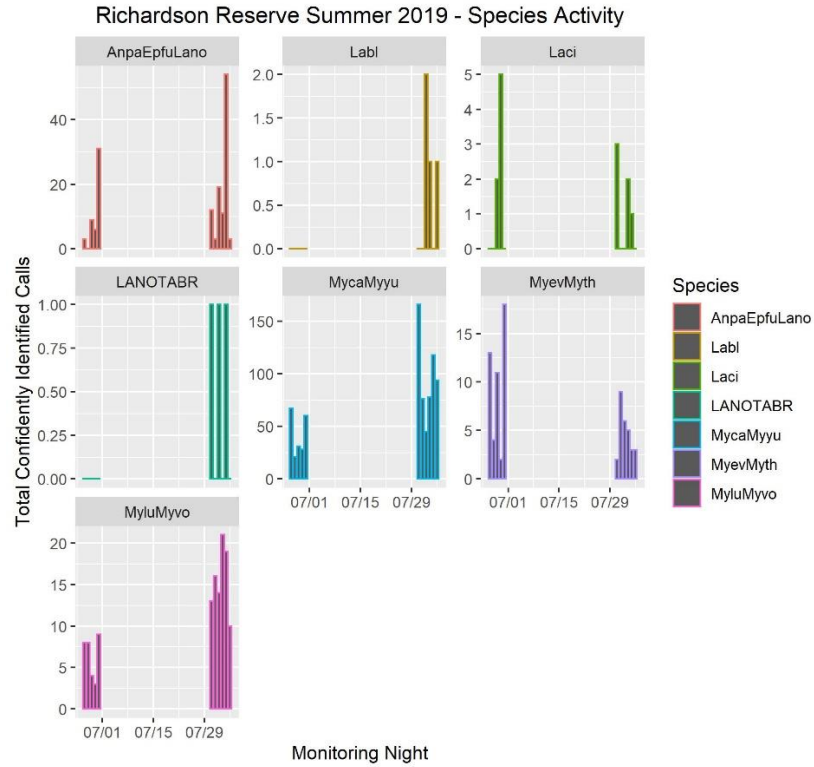 Richardson Reserve Summer 2019 - Species Activity
AnpaEpfuLano
Labl
Laci
40
20
0
2.0
1.5
1.0
0.5
0.0
5
4
3
2
1
0
LANOTABR
MycaMyyu
MyevMyth
1.00
0.75
0.50
0.25
0.00
150
100
50
0
15
10
5
0
07/01 07/15 07/29
07/01 07/15 07/29
MyluMyvo
20
15
10
5
0
07/01 07/15 07/29
Total Confidently Identified Calls
Monitoring Night
Species
AnpaEpfuLano
Labl
Laci
LANOTABR
MycaMyyu
MyevMyth
MyluMyvo